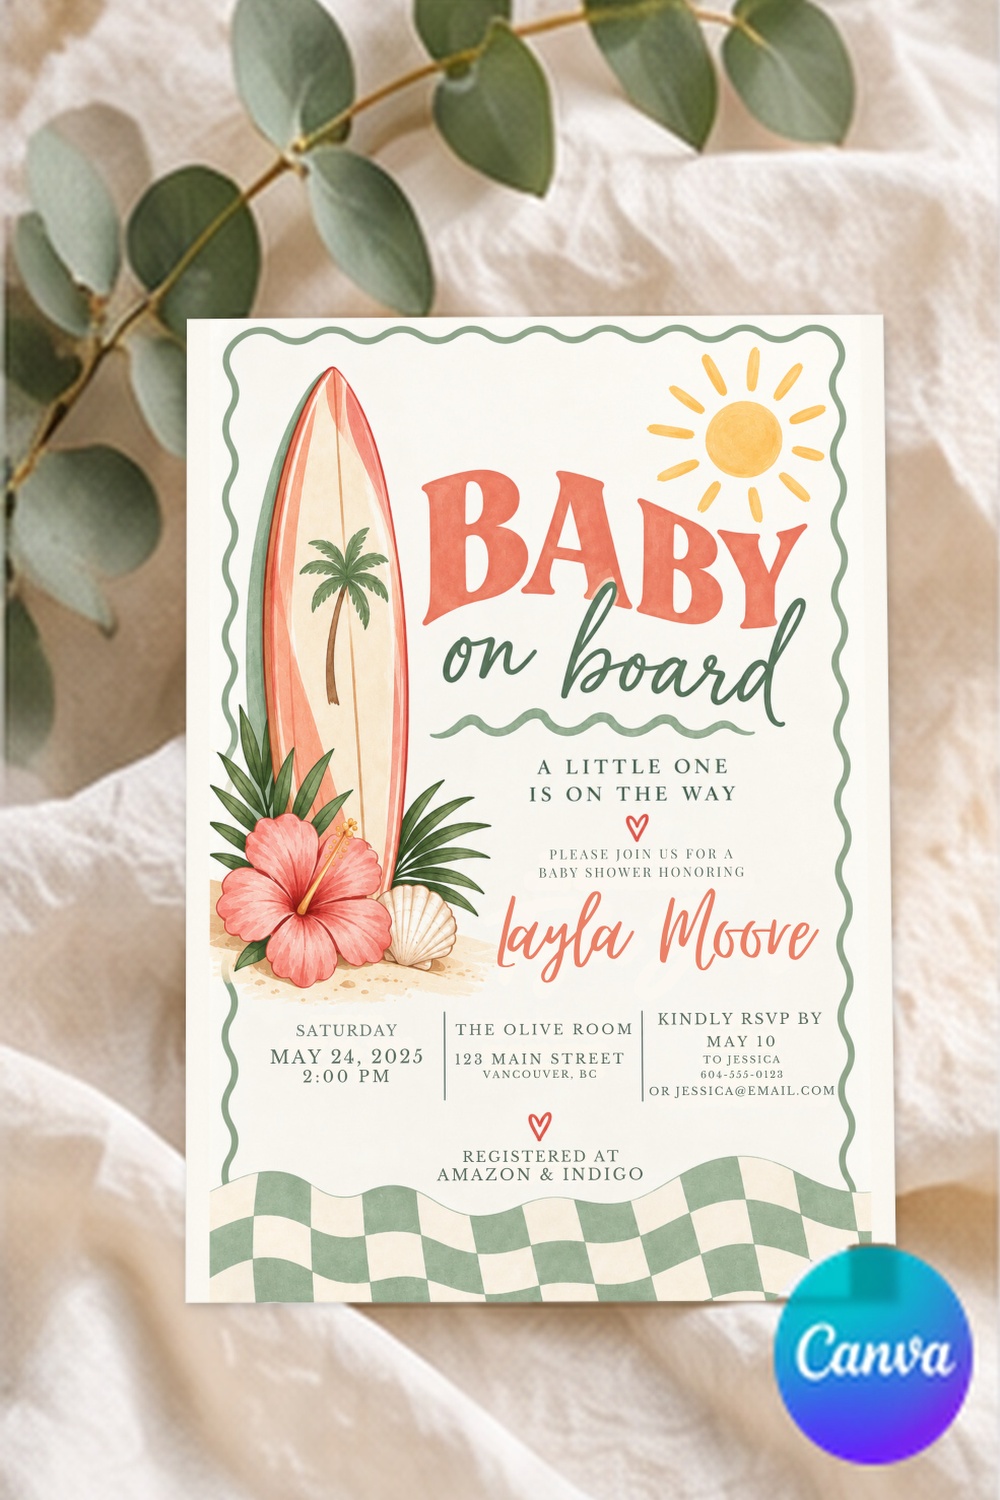 BABY
on board
A LITTLE ONE
IS ON THE WAY
PLEASE JOIN US FOR A
BABY SHOWER HONORING
Layla Moore
SATURDAY
MAY 24, 2025
2:00 PM
THE OLIVE ROOM
123 MAIN STREET
VANCOUVER, BC
KINDLY RSVP BY
MAY 10
TO JESSICA
604-555-0123
OR JESSICA@EMAIL.COM
REGISTERED AT
AMAZON & INDIGO
Canva